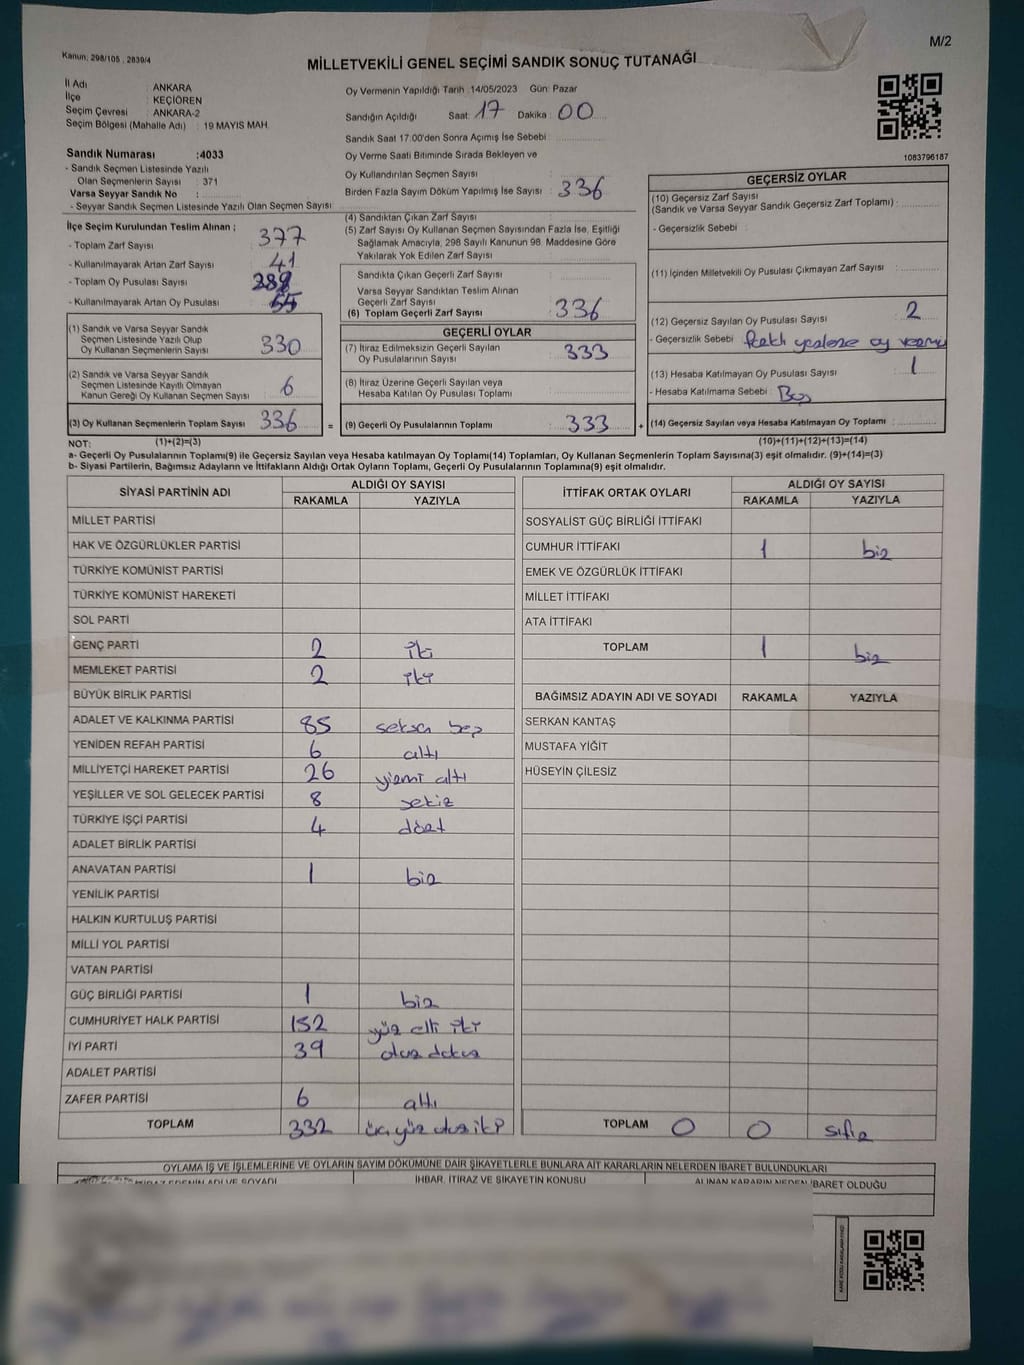 Kanun: 298/105 , 2839/4
M/2
MİLLETVEKİLİ GENEL SEÇİMİ SANDIK SONUÇ TUTANAĞI
İl Adı : ANKARA
İlçe : KEÇİÖREN
Seçim Çevresi : ANKARA-2
Seçim Bölgesi (Mahalle Adı) : 19 MAYIS MAH.
Sandık Numarası :4033
- Sandık Seçmen Listesinde Yazılı
Olan Seçmenlerin Sayısı : 371
Varsa Seyyar Sandık No :
- Seyyar Sandık Seçmen Listesinde Yazılı Olan Seçmen Sayısı:
Oy Vermenin Yapıldığı Tarih :14/05/2023 Gün: Pazar
Sandığın Açıldığı Saat: 17 Dakika : 00
Sandık Saat 17:00'den Sonra Açımış İse Sebebi :
Oy Verme Saati Bitiminde Sırada Bekleyen ve
Oy Kullandırılan Seçmen Sayısı :
Birden Fazla Sayım Döküm Yapılmış İse Sayısı : 336
1083796187
İlçe Seçim Kurulundan Teslim Alınan ;
- Toplam Zarf Sayısı : 377
- Kullanılmayarak Artan Zarf Sayısı : 41
- Toplam Oy Pusulası Sayısı :
- Kullanılmayarak Artan Oy Pusulası :
(1) Sandık ve Varsa Seyyar Sandık
Seçmen Listesinde Yazılı Olup
Oy Kullanan Seçmenlerin Sayısı : 330
(2) Sandık ve Varsa Seyyar Sandık
Seçmen Listesinde Kayıtlı Olmayan
Kanun Gereği Oy Kullanan Seçmen Sayısı : 6
(3) Oy Kullanan Seçmenlerin Toplam Sayısı : 336
(4) Sandıktan Çıkan Zarf Sayısı :
(5) Zarf Sayısı Oy Kullanan Seçmen Sayısından Fazla İse, Eşitliği
Sağlamak Amacıyla, 298 Sayılı Kanunun 98. Maddesine Göre
Yakılarak Yok Edilen Zarf Sayısı :
Sandıkta Çıkan Geçerli Zarf Sayısı :
Varsa Seyyar Sandıktan Teslim Alınan
Geçerli Zarf Sayısı :
(6) Toplam Geçerli Zarf Sayısı : 336
GEÇERLİ OYLAR
(7) İtiraz Edilmeksizin Geçerli Sayılan
Oy Pusulalarının Sayısı : 333
(8) İtiraz Üzerine Geçerli Sayılan veya
Hesaba Katılan Oy Pusulası Toplamı :
= (9) Geçerli Oy Pusulalarının Toplamı : 333
GEÇERSİZ OYLAR
(10) Geçersiz Zarf Sayısı
(Sandık ve Varsa Seyyar Sandık Geçersiz Zarf Toplamı) :
- Geçersizlik Sebebi :
(11) İçinden Milletvekili Oy Pusulası Çıkmayan Zarf Sayısı :
(12) Geçersiz Sayılan Oy Pusulası Sayısı : 2
- Geçersizlik Sebebi : oy
(13) Hesaba Katılmayan Oy Pusulası Sayısı : 1
- Hesaba Katılmama Sebebi : Boş
+ (14) Geçersiz Sayılan veya Hesaba Katılmayan Oy Toplamı :
NOT: (1)+(2)=(3) (10)+(11)+(12)+(13)=(14)
a- Geçerli Oy Pusulalarının Toplamı(9) ile Geçersiz Sayılan veya Hesaba katılmayan Oy Toplamı(14) Toplamları, Oy Kullanan Seçmenlerin Toplam Sayısına(3) eşit olmalıdır. (9)+(14)=(3)
b- Siyasi Partilerin, Bağımsız Adayların ve İttifakların Aldığı Ortak Oyların Toplamı, Geçerli Oy Pusulalarının Toplamına(9) eşit olmalıdır.
SİYASİ PARTİNİN ADI ALDIĞI OY SAYISI
RAKAMLA YAZIYLA
MİLLET PARTİSİ
HAK VE ÖZGÜRLÜKLER PARTİSİ
TÜRKİYE KOMÜNİST PARTİSİ
TÜRKİYE KOMÜNİST HAREKETİ
SOL PARTİ
GENÇ PARTİ 2 iki
MEMLEKET PARTİSİ 2 iki
BÜYÜK BİRLİK PARTİSİ
ADALET VE KALKINMA PARTİSİ 85 seksen beş
YENİDEN REFAH PARTİSİ 6 altı
MİLLİYETÇİ HAREKET PARTİSİ 26 yirmi altı
YEŞİLLER VE SOL GELECEK PARTİSİ 8 sekiz
TÜRKİYE İŞÇİ PARTİSİ 4 dört
ADALET BİRLİK PARTİSİ
ANAVATAN PARTİSİ 1 bir
YENİLİK PARTİSİ
HALKIN KURTULUŞ PARTİSİ
MİLLİ YOL PARTİSİ
VATAN PARTİSİ
GÜÇ BİRLİĞİ PARTİSİ 1 bir
CUMHURİYET HALK PARTİSİ 152 yüz elli iki
İYİ PARTİ 39 otuz dokuz
ADALET PARTİSİ
ZAFER PARTİSİ 6 altı
TOPLAM 332 üç yüz otuz iki
İTTİFAK ORTAK OYLARI ALDIĞI OY SAYISI
RAKAMLA YAZIYLA
SOSYALİST GÜÇ BİRLİĞİ İTTİFAKI
CUMHUR İTTİFAKI 1 bir
EMEK VE ÖZGÜRLÜK İTTİFAKI
MİLLET İTTİFAKI
ATA İTTİFAKI
TOPLAM 1 bir
BAĞIMSIZ ADAYIN ADI VE SOYADI RAKAMLA YAZIYLA
SERKAN KANTAŞ
MUSTAFA YİĞİT
HÜSEYİN ÇİLESİZ
TOPLAM 0 0 sıfır
OYLAMA İŞ VE İŞLEMLERİNE VE OYLARIN SAYIM DÖKÜMÜNE DAİR ŞİKAYETLERLE BUNLARA AİT KARARLARIN NELERDEN İBARET BULUNDUKLARI
İHBAR, İTİRAZ VE ŞİKAYETİN KONUSU
ALINAN KARARIN NEDEN İBARET OLDUĞU